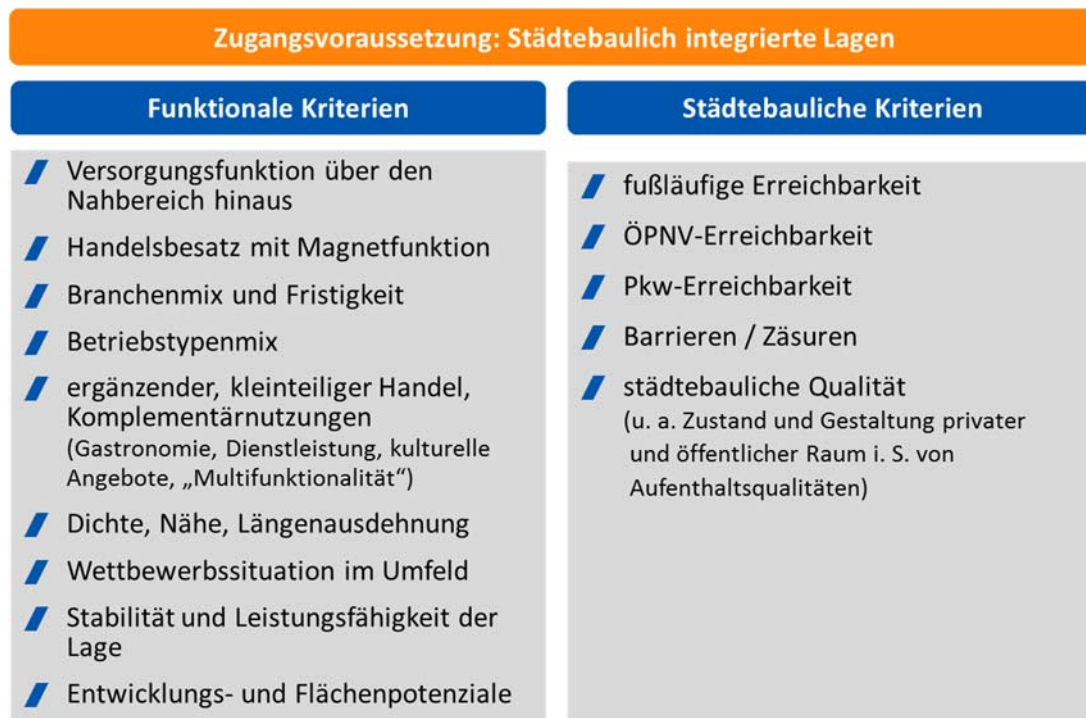 Zugangsvoraussetzung: Städtebaulich integrierte Lagen
Funktionale Kriterien
Versorgungsfunktion über den
Nahbereich hinaus
Handelsbesatz mit Magnetfunktion
Branchenmix und Fristigkeit
Betriebstypenmix
ergänzender, kleinteiliger Handel,
Komplementärnutzungen
(Gastronomie, Dienstleistung, kulturelle
Angebote, „Multifunktionalität“)
Dichte, Nähe, Längenausdehnung
Wettbewerbssituation im Umfeld
Stabilität und Leistungsfähigkeit der
Lage
Entwicklungs- und Flächenpotenziale
Städtebauliche Kriterien
fußläufige Erreichbarkeit
ÖPNV-Erreichbarkeit
Pkw-Erreichbarkeit
Barrieren / Zäsuren
städtebauliche Qualität
(u. a. Zustand und Gestaltung privater
und öffentlicher Raum i. S. von
Aufenthaltsqualitäten)